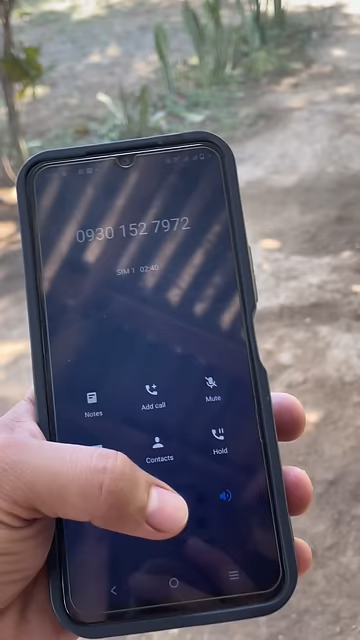 0930 152 7972
SIM 1 02:40
Notes
Add call
Mute
Contacts
Hold